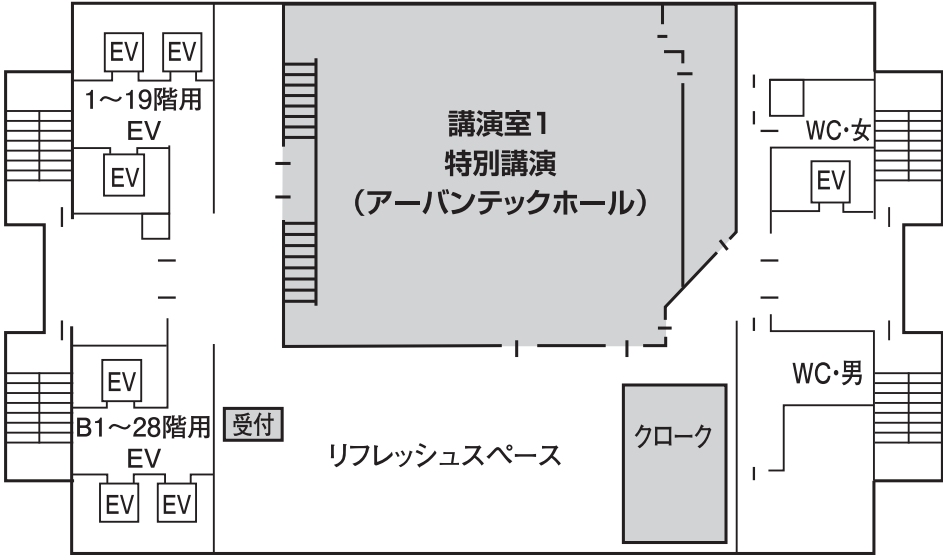 EV
EV
1～19階用
EV
EV
講演室1
特別講演
（アーバンテックホール）
WC・女
EV
EV
B1～28階用
EV
EV
EV
受付
リフレッシュスペース
クローク
WC・男